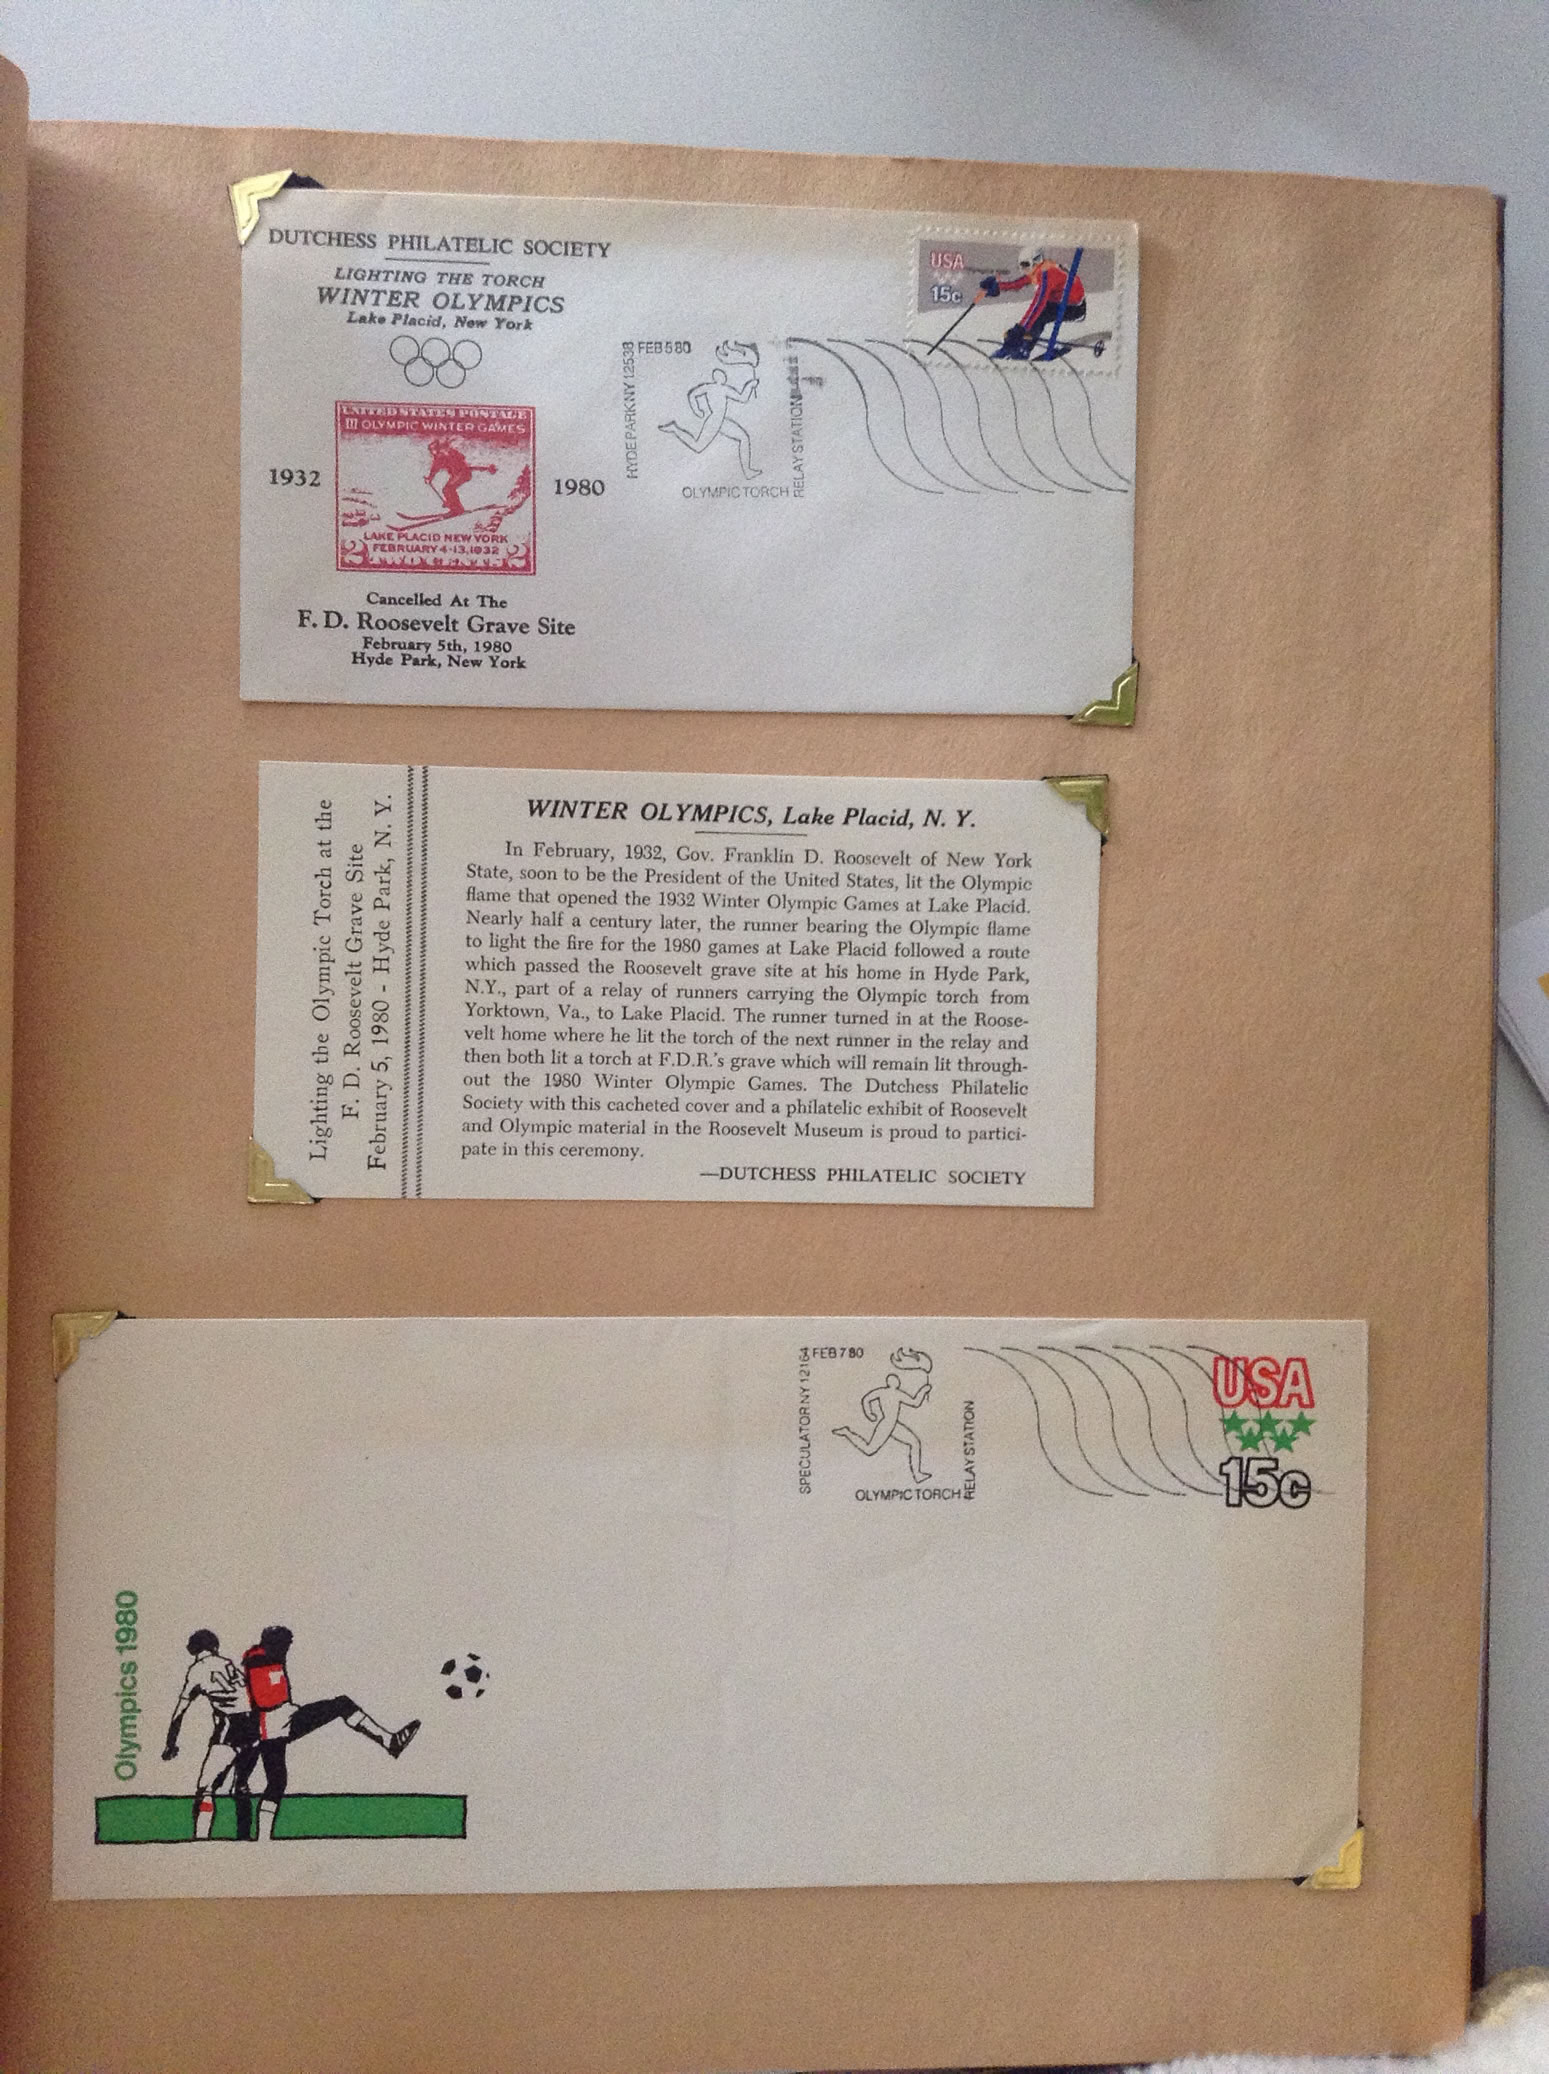 DUTCHESS PHILATELIC SOCIETY
LIGHTING THE TORCH
WINTER OLYMPICS
Lake Placid, New York
UNITED STATES POSTAGE
III OLYMPIC WINTER GAMES
1932
1980
LAKE PLACID NEW YORK
FEBRUARY 4-13, 1932
2 TWO CENTS 2
Cancelled At The
F. D. Roosevelt Grave Site
February 5th, 1980
Hyde Park, New York
HYDE PARK NY 12538
FEB 5 80
OLYMPIC TORCH
RELAY STATION
USA
15c
Lighting the Olympic Torch at the
F. D. Roosevelt Grave Site
February 5, 1980 - Hyde Park, N. Y.
WINTER OLYMPICS, Lake Placid, N. Y.
In February, 1932, Gov. Franklin D. Roosevelt of New York
State, soon to be the President of the United States, lit the Olympic
flame that opened the 1932 Winter Olympic Games at Lake Placid.
Nearly half a century later, the runner bearing the Olympic flame
to light the fire for the 1980 games at Lake Placid followed a route
which passed the Roosevelt grave site at his home in Hyde Park,
N.Y., part of a relay of runners carrying the Olympic torch from
Yorktown, Va., to Lake Placid. The runner turned in at the Roose-
velt home where he lit the torch of the next runner in the relay and
then both lit a torch at F.D.R.'s grave which will remain lit through-
out the 1980 Winter Olympic Games. The Dutchess Philatelic
Society with this cacheted cover and a philatelic exhibit of Roosevelt
and Olympic material in the Roosevelt Museum is proud to partici-
pate in this ceremony.
—DUTCHESS PHILATELIC SOCIETY
SPECULATOR NY 12164
FEB 7 80
OLYMPIC TORCH
RELAY STATION
USA
15c
Olympics 1980